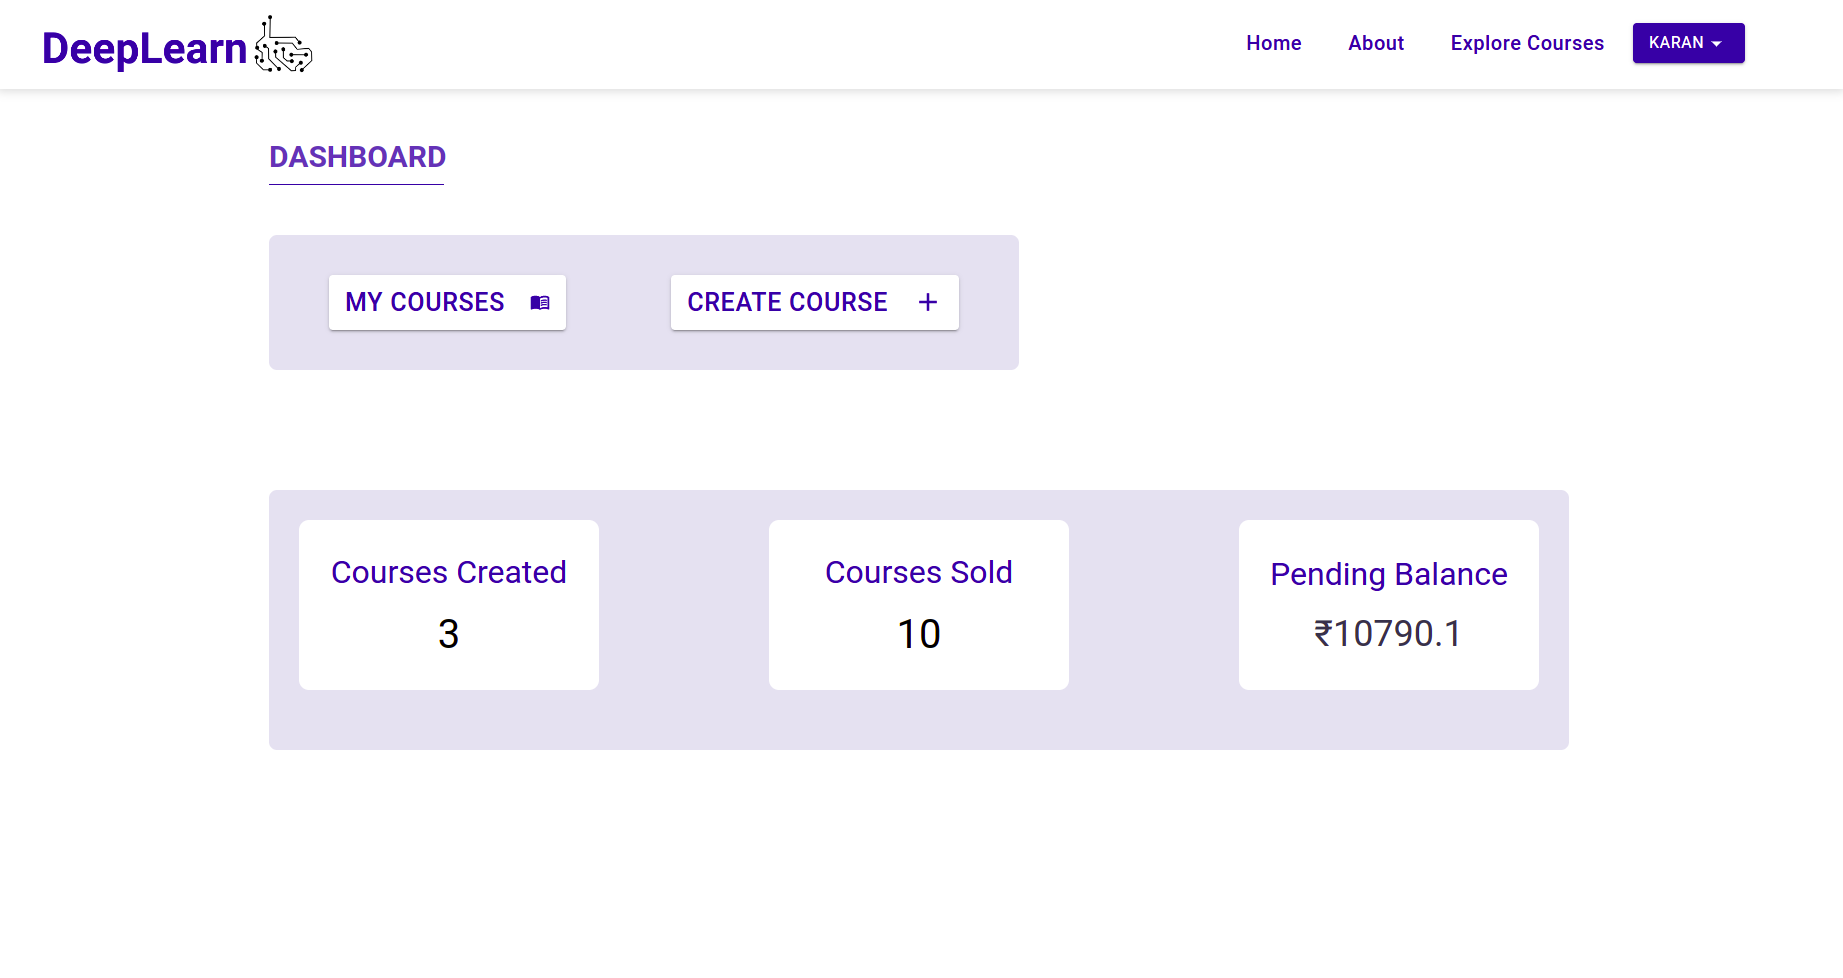 DeepLearn
Home About Explore Courses KARAN
DASHBOARD
MY COURSES CREATE COURSE +
Courses Created Courses Sold Pending Balance
3 10 ₹10790.1